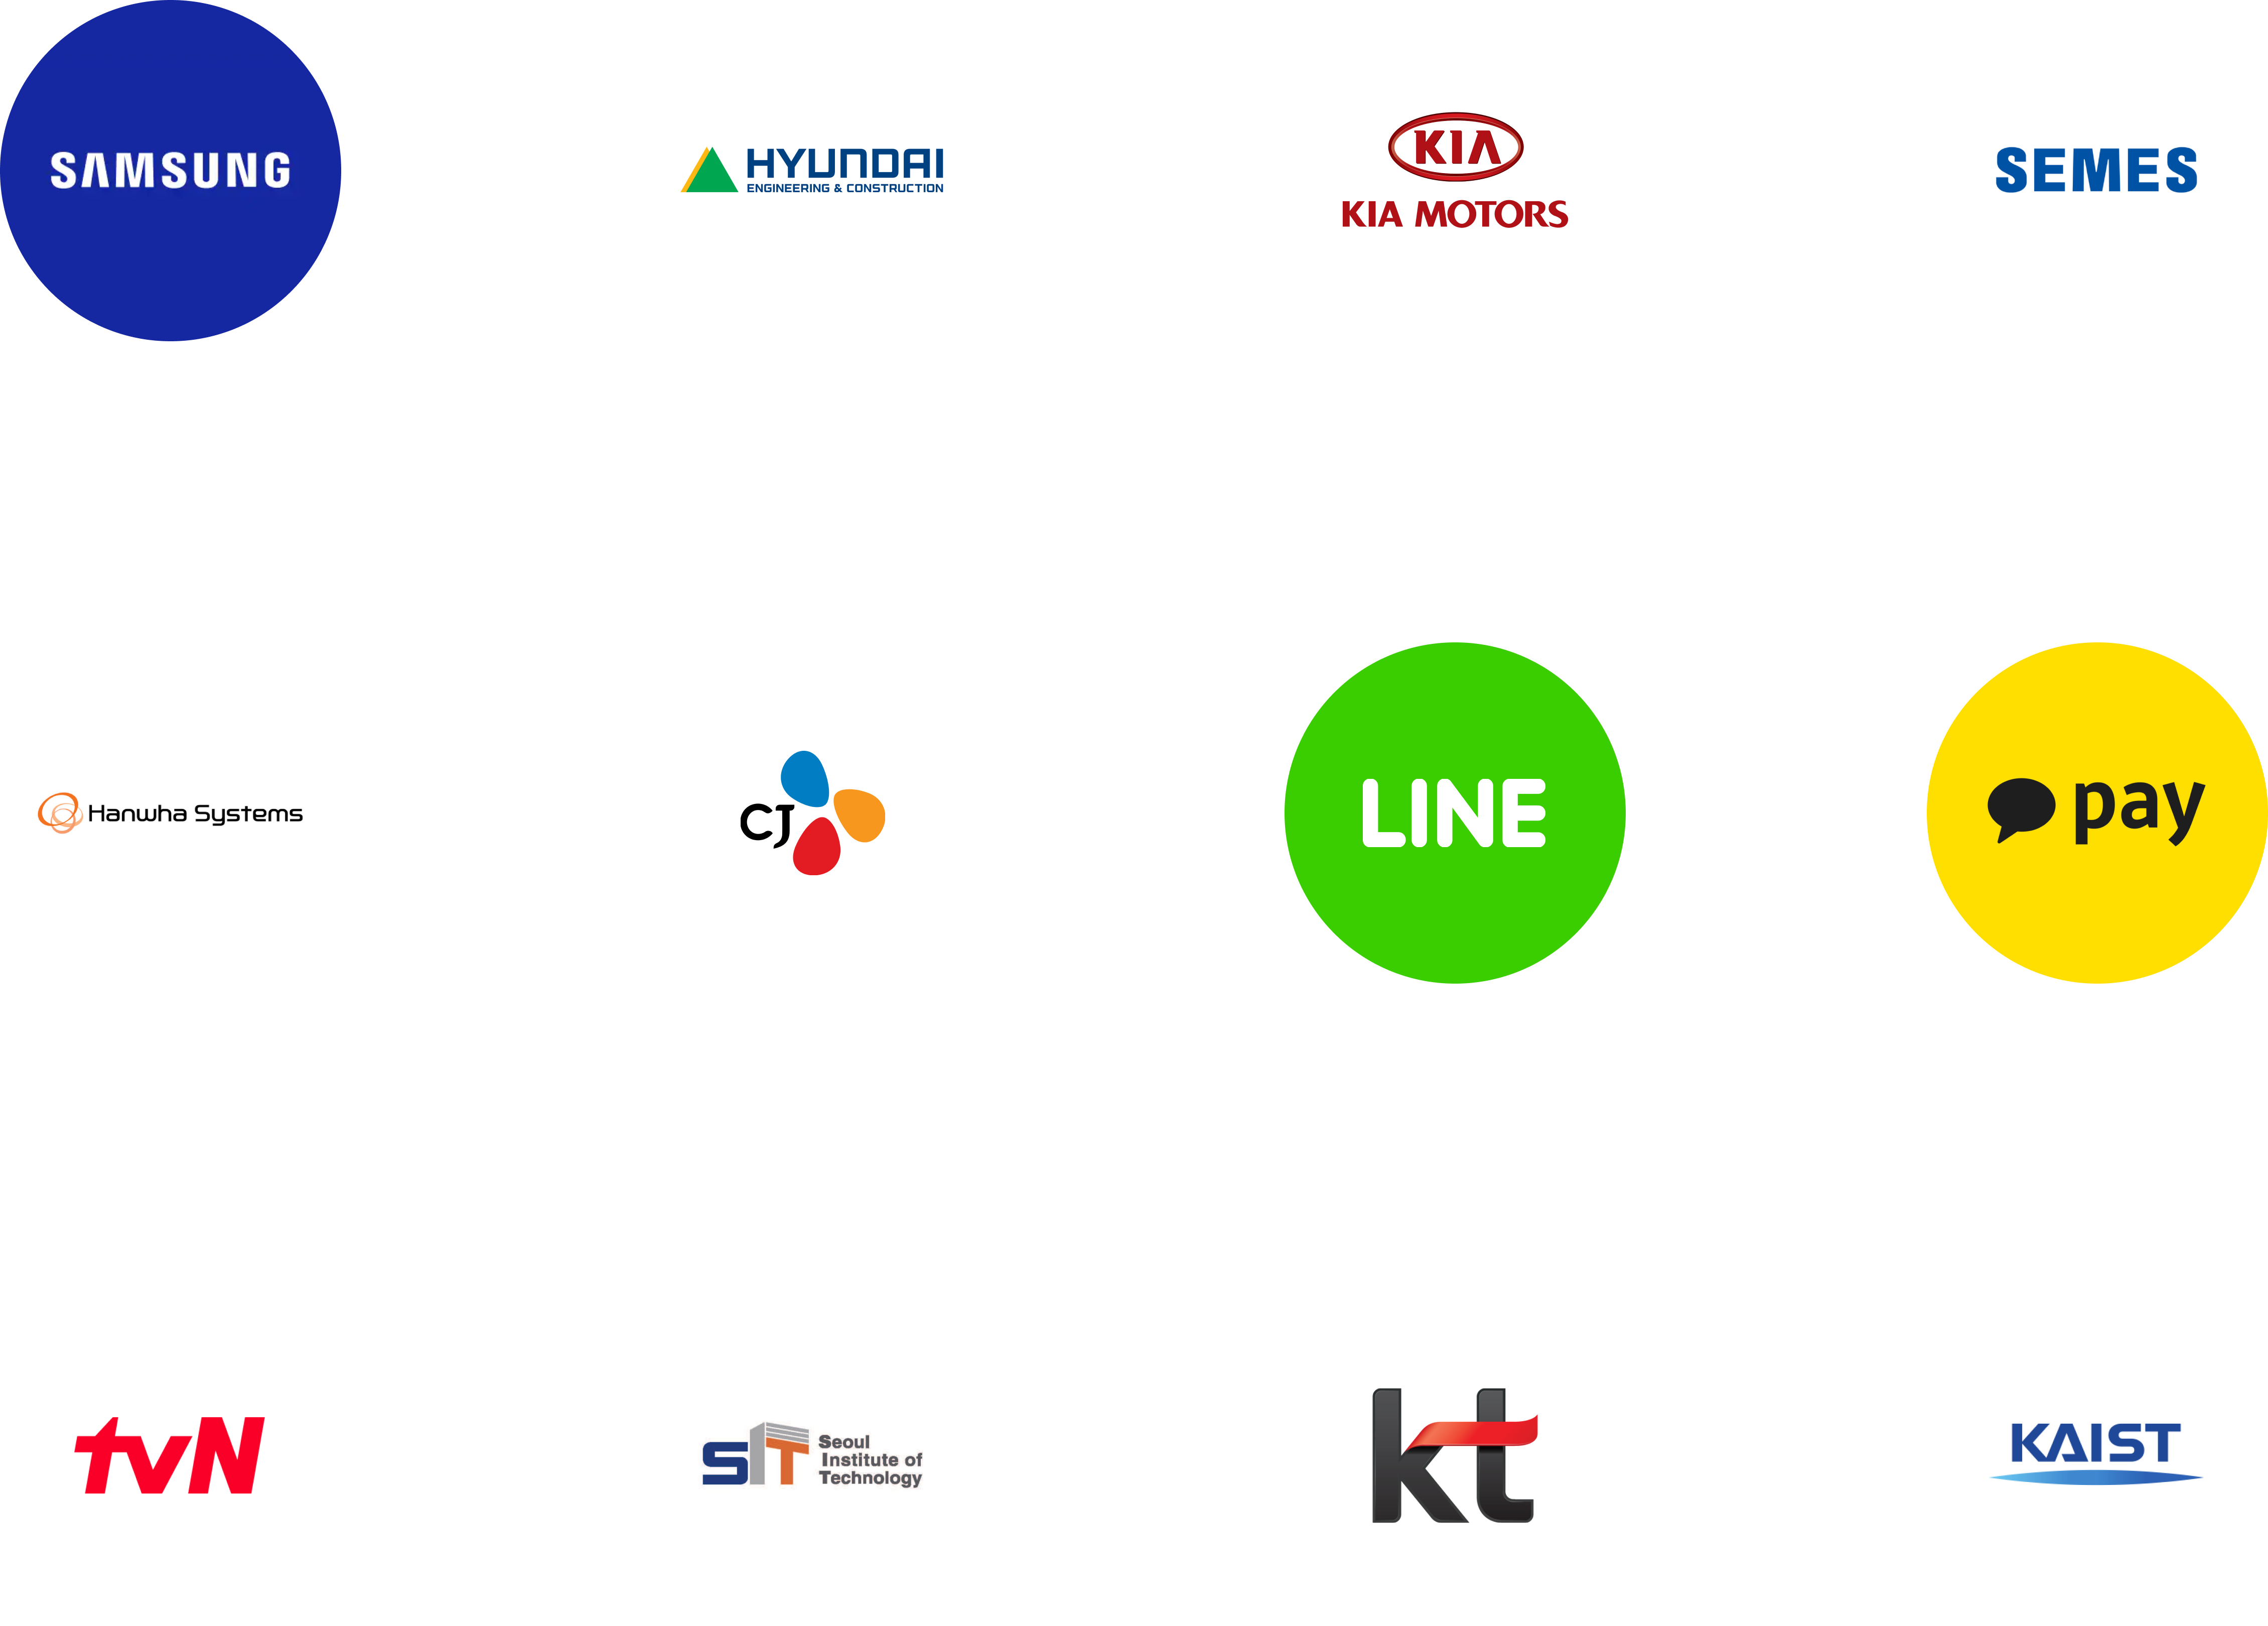 SAMSUNG
HYUNDAI
ENGINEERING & CONSTRUCTION
KIA
KIA MOTORS
SEMES
Hanwha Systems
CJ
LINE
pay
tvN
SIT
Seoul
Institute of
Technology
kt
KAIST